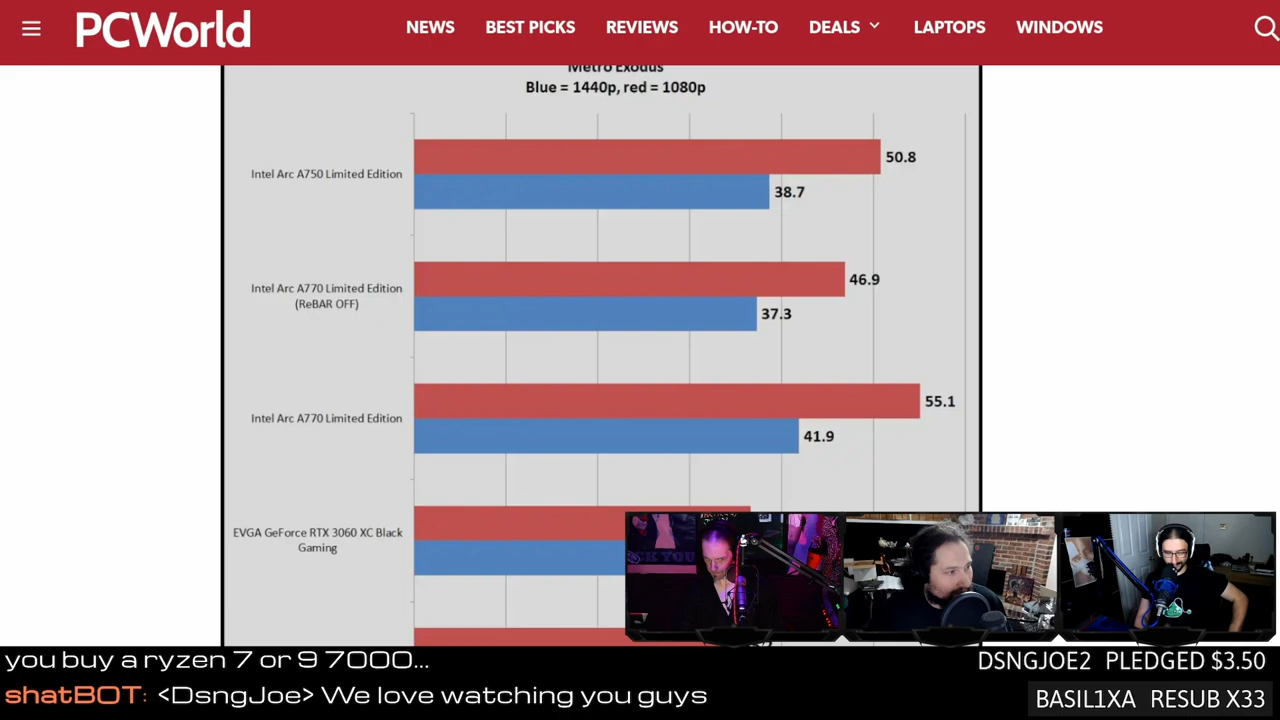 PCWorld
NEWS
BEST PICKS
REVIEWS
HOW-TO
DEALS
LAPTOPS
WINDOWS
Metro Exodus
Blue = 1440p, red = 1080p
Intel Arc A750 Limited Edition
50.8
38.7
Intel Arc A770 Limited Edition
(ReBAR OFF)
46.9
37.3
Intel Arc A770 Limited Edition
55.1
41.9
EVGA GeForce RTX 3060 XC Black
Gaming
you buy a ryzen 7 or 9 7000...
DSNGJOE2 PLEDGED $3.50
shatBOT: <DsngJoe> We love watching you guys
BASIL1XA RESUB X33